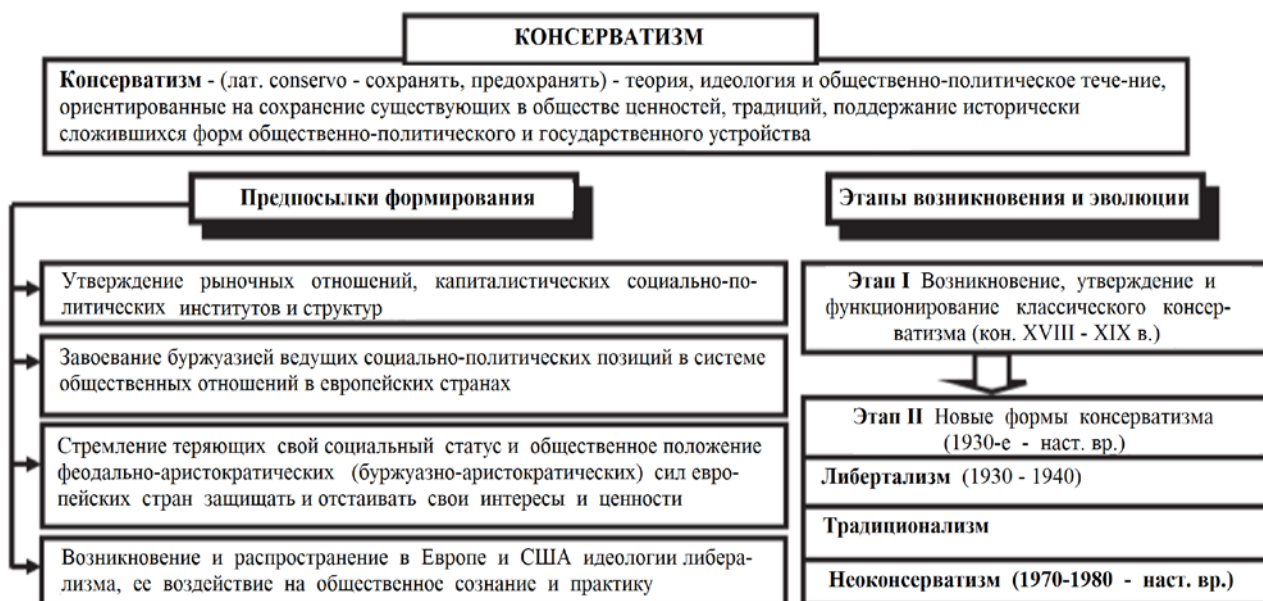 КОНСЕРВАТИЗМ
Консерватизм - (лат. conservo - сохранять, предохранять) - теория, идеология и общественно-политическое тече-ние,
ориентированные на сохранение существующих в обществе ценностей, традиций, поддержание исторически
сложившихся форм общественно-политического и государственного устройства
Предпосылки формирования
Утверждение рыночных отношений, капиталистических социально-по-
литических институтов и структур
Завоевание буржуазией ведущих социально-политических позиций в системе
общественных отношений в европейских странах
Стремление теряющих свой социальный статус и общественное положение
феодально-аристократических (буржуазно-аристократических) сил евро-
пейских стран защищать и отстаивать свои интересы и ценности
Возникновение и распространение в Европе и США идеологии либера-
лизма, ее воздействие на общественное сознание и практику
Этапы возникновения и эволюции
Этап I Возникновение, утверждение и
функционирование классического консер-
ватизма (кон. XVIII - XIX в.)
Этап II Новые формы консерватизма
(1930-е - наст. вр.)
Либертализм (1930 - 1940)
Традиционализм
Неоконсерватизм (1970-1980 - наст. вр.)